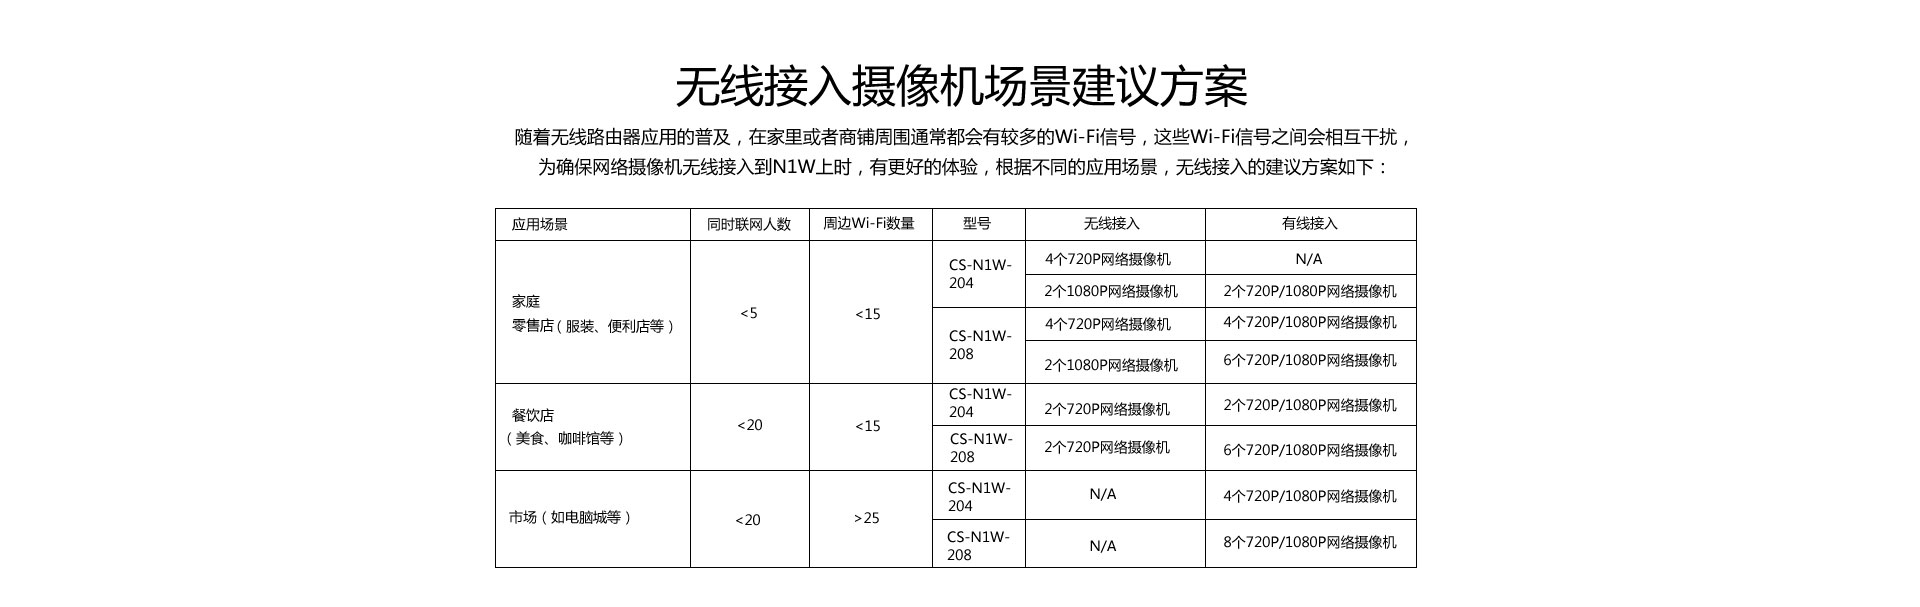 无线接入摄像机场景建议方案
随着无线路由器应用的普及，在家里或者商铺周围通常都会有较多的Wi-Fi信号，这些Wi-Fi信号之间会相互干扰，
为确保网络摄像机无线接入到N1W上时，有更好的体验，根据不同的应用场景，无线接入的建议方案如下：
应用场景 同时联网人数 周边Wi-Fi数量 型号 无线接入 有线接入
家庭
零售店（服装、便利店等）
<5
<15
CS-N1W-
204
4个720P网络摄像机 N/A
2个1080P网络摄像机 2个720P/1080P网络摄像机
CS-N1W-
208
4个720P网络摄像机 4个720P/1080P网络摄像机
2个1080P网络摄像机 6个720P/1080P网络摄像机
餐饮店
（美食、咖啡馆等）
<20
<15
CS-N1W-
204
2个720P网络摄像机 2个720P/1080P网络摄像机
CS-N1W-
208
2个720P网络摄像机 6个720P/1080P网络摄像机
市场（如电脑城等）
<20
>25
CS-N1W-
204
N/A 4个720P/1080P网络摄像机
CS-N1W-
208
N/A 8个720P/1080P网络摄像机